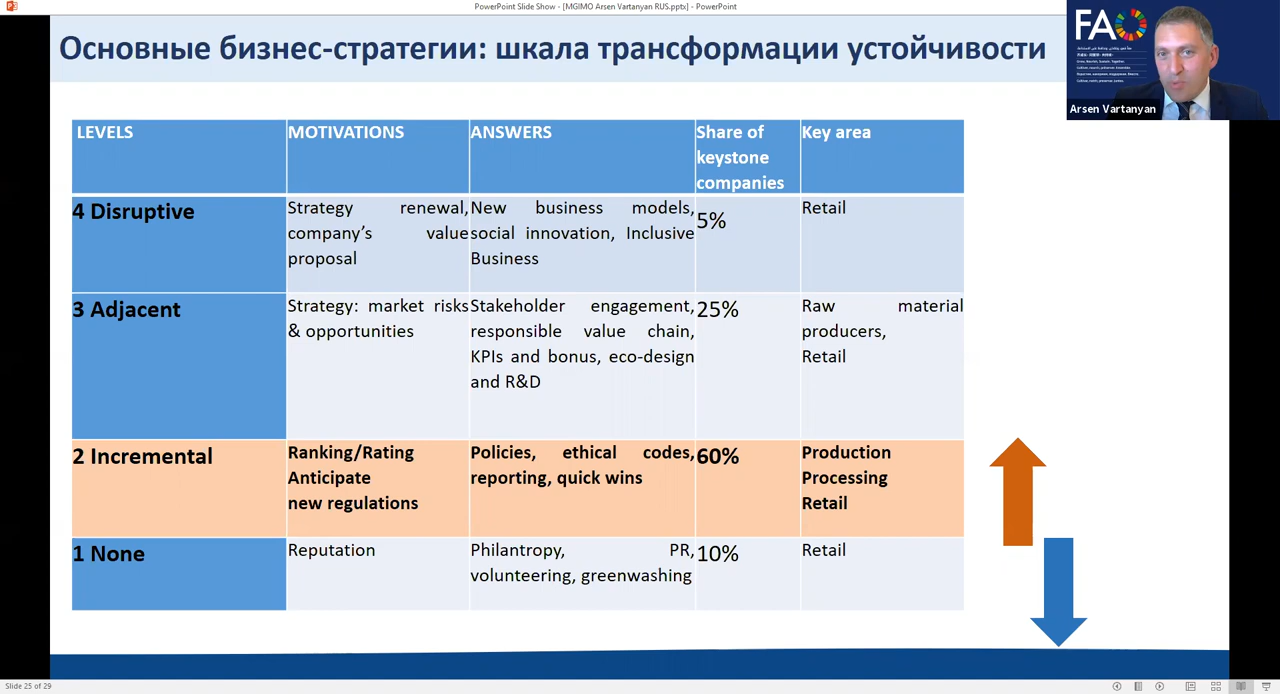 PowerPoint Slide Show - [MGIMO Arsen Vartanyan RUS.pptx] - PowerPoint
Основные бизнес-стратегии: шкала трансформации устойчивости
FAO
Arsen Vartanyan
LEVELS
MOTIVATIONS
ANSWERS
Share of
keystone
companies
Key area
4 Disruptive
Strategy renewal,
company’s value
proposal
New business models,
social innovation, Inclusive
Business
5%
Retail
3 Adjacent
Strategy: market risks
& opportunities
Stakeholder engagement,
responsible value chain,
KPIs and bonus, eco-design
and R&D
25%
Raw material
producers,
Retail
2 Incremental
Ranking/Rating
Anticipate
new regulations
Policies, ethical codes,
reporting, quick wins
60%
Production
Processing
Retail
1 None
Reputation
Philantropy, PR,
volunteering, greenwashing
10%
Retail
Slide 25 of 29